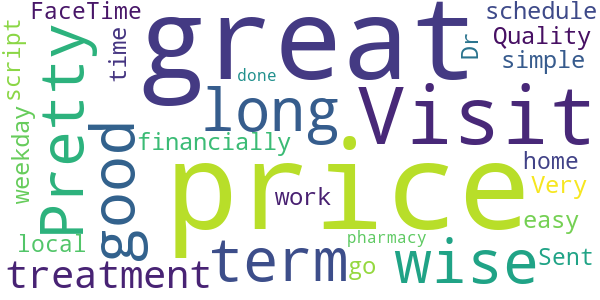 FaceTime
great
schedule
Quality
simple
Dr
time
script
Pretty
done
long
Visit
good
financially
weekday
price
home
work
Very
easy
local
pharmacy
term
wise
Sent
go
treatment